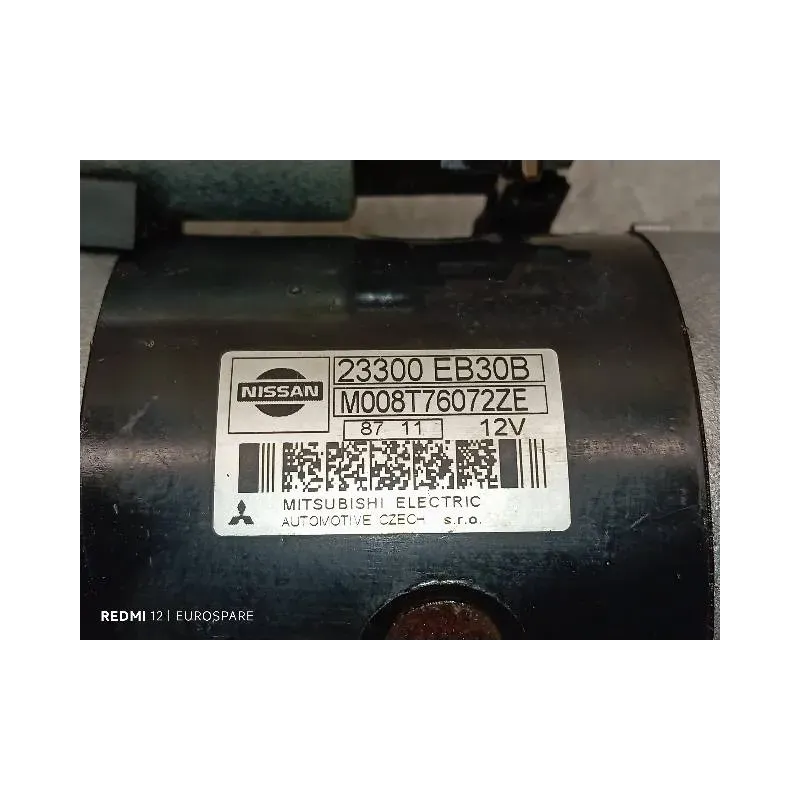 NISSAN
23300 EB30B
M008T76072ZE
87 11 12V
MITSUBISHI ELECTRIC
AUTOMOTIVE CZECH s.r.o.
REDMI 12 | EUROSPARE